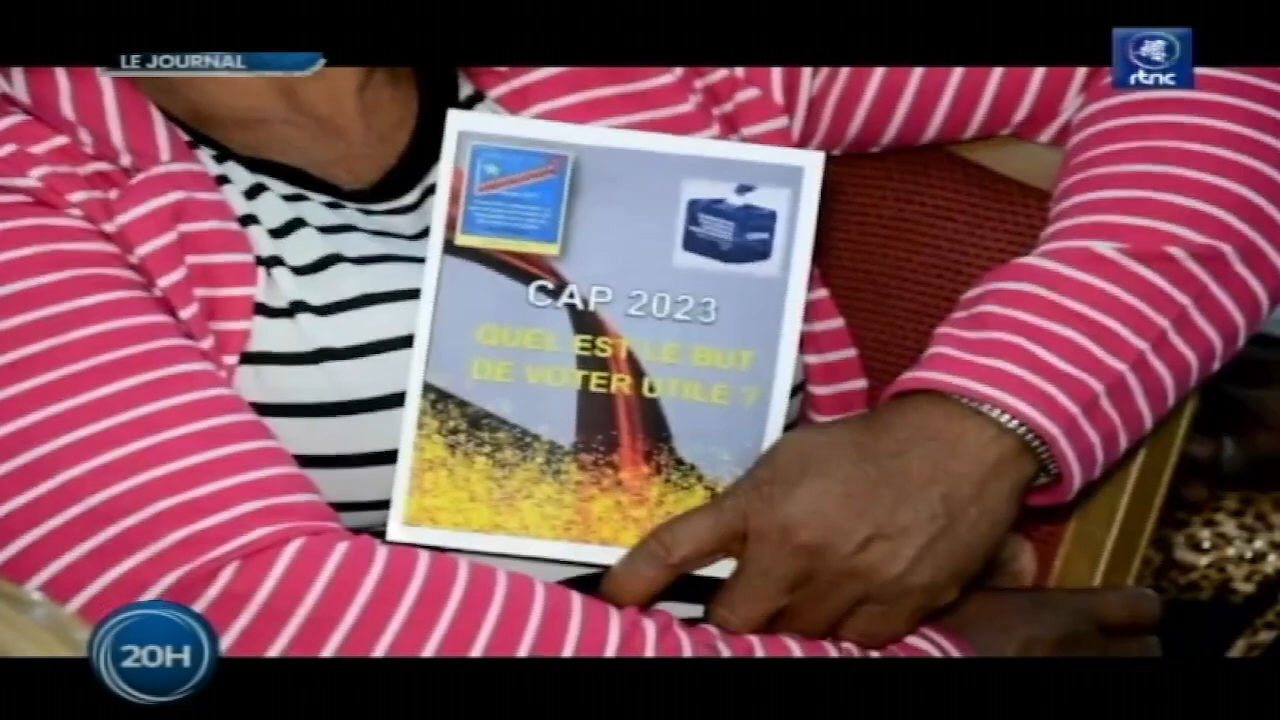 LE JOURNAL
rtnc
CAP 2023
QUEL EST LE BUT
DE VOTER UTILE ?
20H